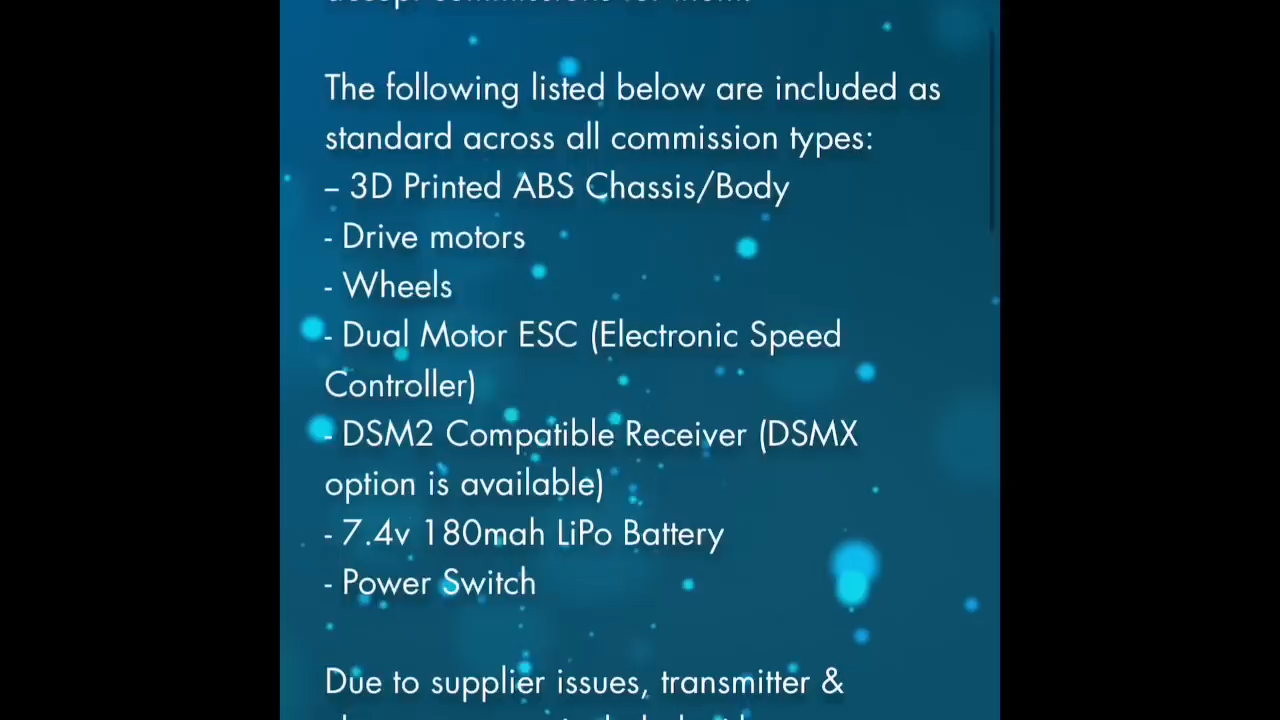 The following listed below are included as
standard across all commission types:
– 3D Printed ABS Chassis/Body
- Drive motors
- Wheels
- Dual Motor ESC (Electronic Speed
Controller)
- DSM2 Compatible Receiver (DSMX
option is available)
- 7.4v 180mah LiPo Battery
- Power Switch
Due to supplier issues, transmitter &